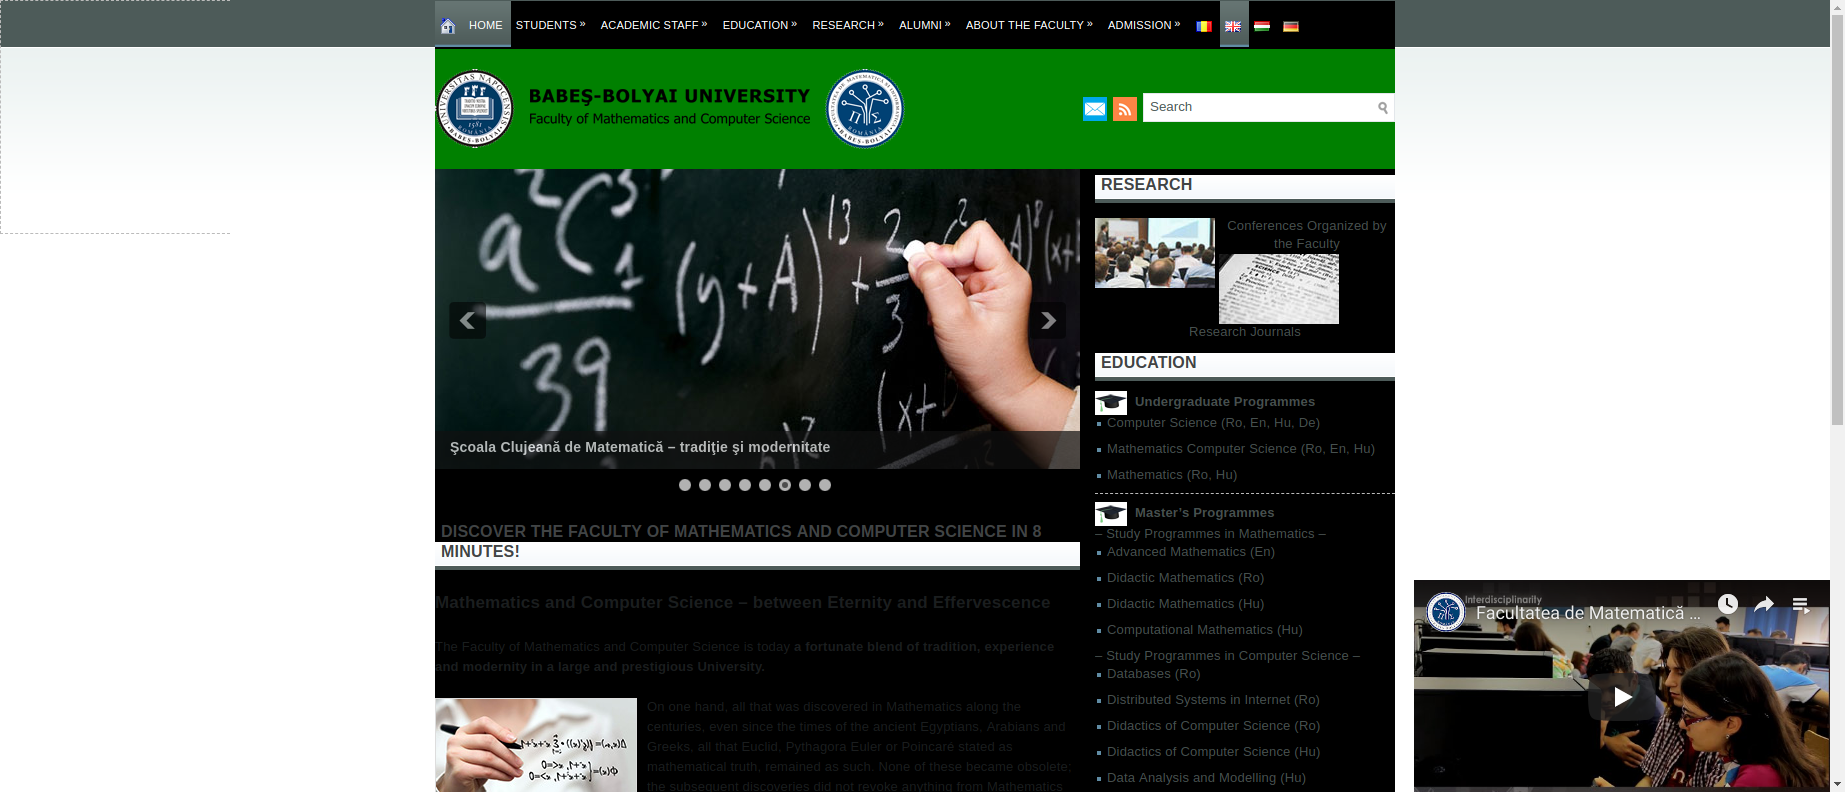 HOME STUDENTS » ACADEMIC STAFF » EDUCATION » RESEARCH » ALUMNI » ABOUT THE FACULTY » ADMISSION »
BABEŞ-BOLYAI UNIVERSITY
Faculty of Mathematics and Computer Science
Search
Şcoala Clujeană de Matematică – tradiţie şi modernitate
DISCOVER THE FACULTY OF MATHEMATICS AND COMPUTER SCIENCE IN 8
MINUTES!
Mathematics and Computer Science – between Eternity and Effervescence
The Faculty of Mathematics and Computer Science is today a fortunate blend of tradition, experience
and modernity in a large and prestigious University.
On one hand, all that was discovered in Mathematics along the
centuries, even since the times of the ancient Egyptians, Arabians and
Greeks, all that Euclid, Pythagora Euler or Poincaré stated as
mathematical truth, remained as such. None of these became obsolete;
the subsequent discoveries did not revoke anything from Mathematics
RESEARCH
Conferences Organized by
the Faculty
Research Journals
EDUCATION
Undergraduate Programmes
Computer Science (Ro, En, Hu, De)
Mathematics Computer Science (Ro, En, Hu)
Mathematics (Ro, Hu)
Master’s Programmes
– Study Programmes in Mathematics –
Advanced Mathematics (En)
Didactic Mathematics (Ro)
Didactic Mathematics (Hu)
Computational Mathematics (Hu)
– Study Programmes in Computer Science –
Databases (Ro)
Distributed Systems in Internet (Ro)
Didactics of Computer Science (Ro)
Didactics of Computer Science (Hu)
Data Analysis and Modelling (Hu)
Interdisciplinarily
Facultatea de Matematică ...